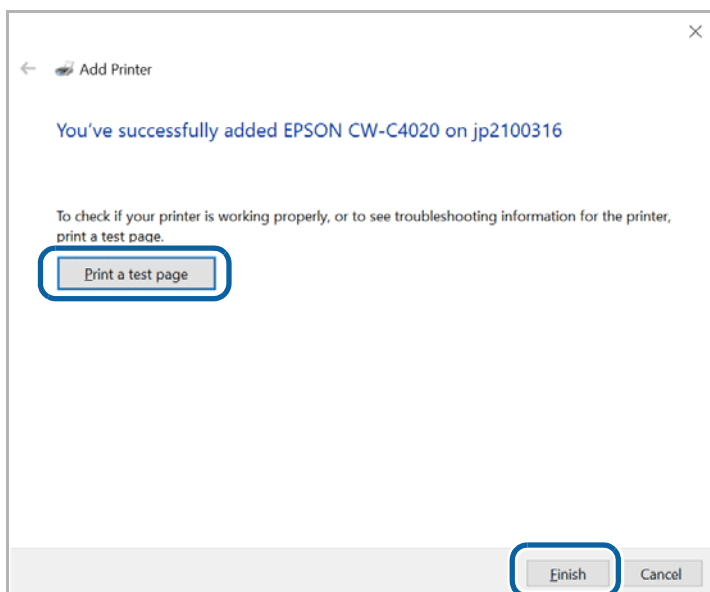 Add Printer
You've successfully added EPSON CW-C4020 on jp2100316
To check if your printer is working properly, or to see troubleshooting information for the printer,
print a test page.
Print a test page
Finish
Cancel